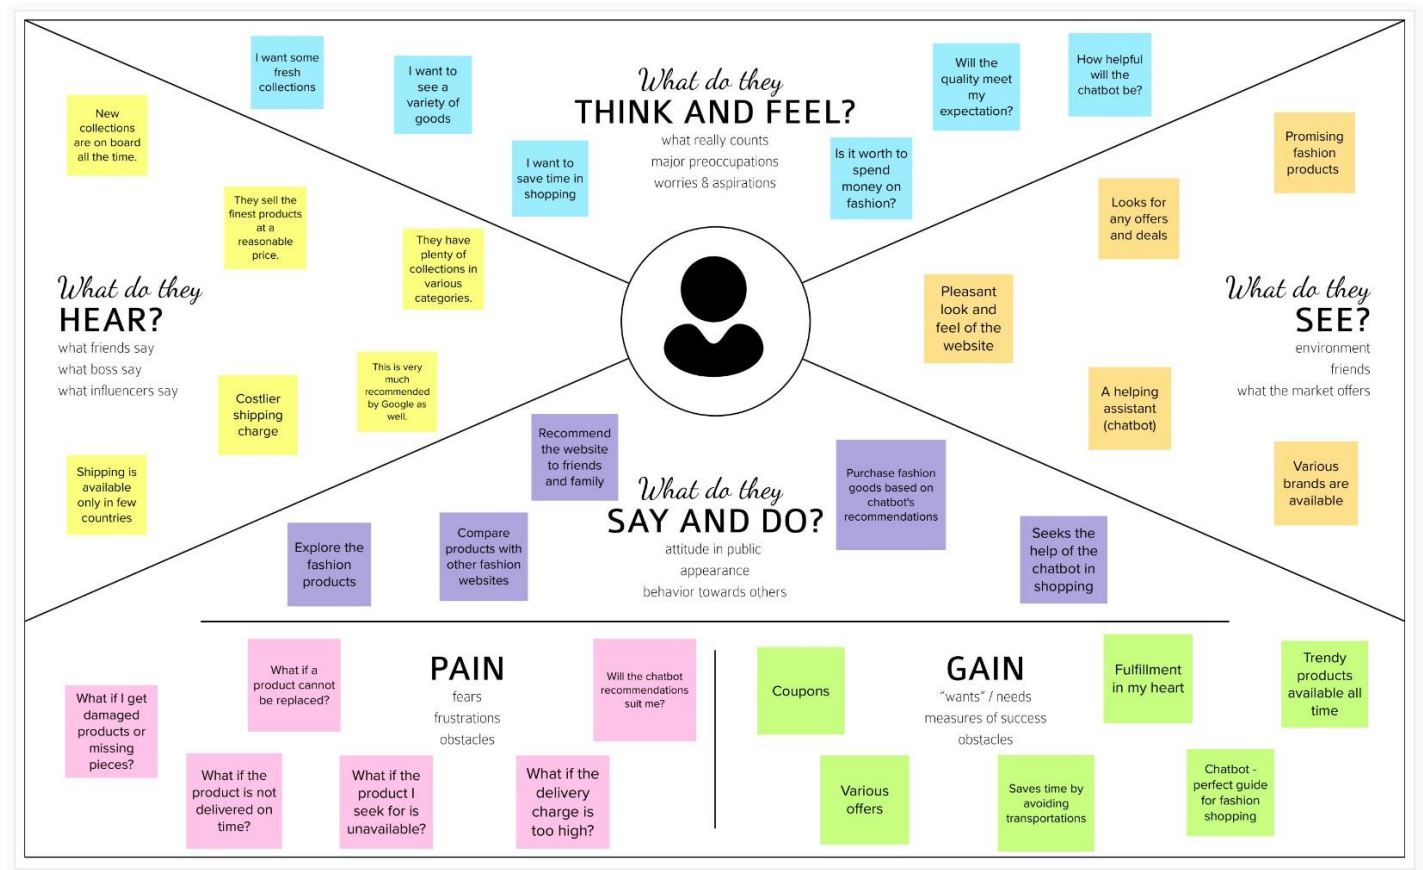 What do they
THINK AND FEEL?
what really counts
major preoccupations
worries & aspirations
I want some
fresh
collections
I want to
see a
variety of
goods
I want to
save time in
shopping
Is it worth to
spend
money on
fashion?
Will the
quality meet
my
expectation?
How helpful
will the
chatbot be?
What do they
HEAR?
what friends say
what boss say
what influencers say
New
collections
are on board
all the time.
They sell the
finest products
at a
reasonable
price.
They have
plenty of
collections in
various
categories.
This is very
much
recommended
by Google as
well.
Costlier
shipping
charge
Shipping is
available
only in few
countries
What do they
SEE?
environment
friends
what the market offers
Promising
fashion
products
Looks for
any offers
and deals
Pleasant
look and
feel of the
website
A helping
assistant
(chatbot)
Various
brands are
available
What do they
SAY AND DO?
attitude in public
appearance
behavior towards others
Recommend
the website
to friends
and family
Compare
products with
other fashion
websites
Explore the
fashion
products
Purchase fashion
goods based on
chatbot's
recommendations
Seeks the
help of the
chatbot in
shopping
PAIN
fears
frustrations
obstacles
What if I get
damaged
products or
missing
pieces?
What if a
product cannot
be replaced?
Will the chatbot
recommendations
suit me?
What if the
product is not
delivered on
time?
What if the
product I
seek for is
unavailable?
What if the
delivery
charge is
too high?
GAIN
“wants” / needs
measures of success
obstacles
Coupons
Fulfillment
in my heart
Trendy
products
available all
time
Various
offers
Saves time by
avoiding
transportations
Chatbot -
perfect guide
for fashion
shopping